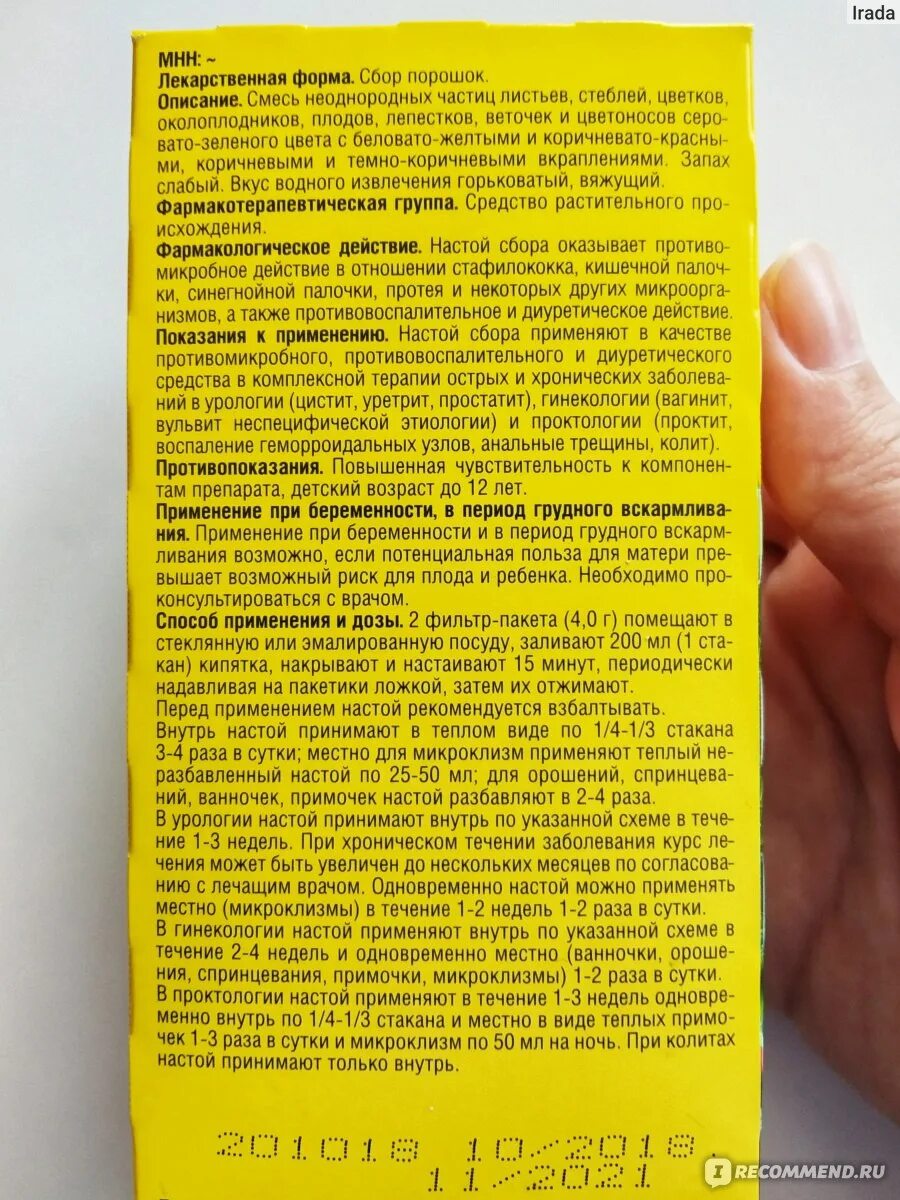 Irada
МНН: ~
Лекарственная форма. Сбор порошок.
Описание. Смесь неоднородных частиц листьев, стеблей, цветков,
околоплодников, плодов, лепестков, веточек и цветоносов серо-
вато-зеленого цвета с беловато-желтыми и коричневато-красны-
ми, коричневыми и темно-коричневыми вкраплениями. Запах
слабый. Вкус водного извлечения горьковатый, вяжущий.
Фармакотерапевтическая группа. Средство растительного про-
исхождения.
Фармакологическое действие. Настой сбора оказывает противо-
микробное действие в отношении стафилококка, кишечной палоч-
ки, синегнойной палочки, протея и некоторых других микроорга-
низмов, а также противовоспалительное и диуретическое действие.
Показания к применению. Настой сбора применяют в качестве
противомикробного, противовоспалительного и диуретического
средства в комплексной терапии острых и хронических заболева-
ний в урологии (цистит, уретрит, простатит), гинекологии (вагинит,
вульвит неспецифической этиологии) и проктологии (проктит,
воспаление геморроидальных узлов, анальные трещины, колит).
Противопоказания. Повышенная чувствительность к компонен-
там препарата, детский возраст до 12 лет.
Применение при беременности, в период грудного вскармлива-
ния. Применение при беременности и в период грудного вскарм-
ливания возможно, если потенциальная польза для матери пре-
вышает возможный риск для плода и ребенка. Необходимо про-
консультироваться с врачом.
Способ применения и дозы. 2 фильтр-пакета (4,0 г) помещают в
стеклянную или эмалированную посуду, заливают 200 мл (1 ста-
кан) кипятка, накрывают и настаивают 15 минут, периодически
надавливая на пакетики ложкой, затем их отжимают.
Перед применением настой рекомендуется взбалтывать.
Внутрь настой принимают в теплом виде по 1/4-1/3 стакана
3-4 раза в сутки; местно для микроклизм применяют теплый не-
разбавленный настой по 25-50 мл; для орошений, спринцева-
ний, ванночек, примочек настой разбавляют в 2-4 раза.
В урологии настой принимают внутрь по указанной схеме в тече-
ние 1-3 недель. При хроническом течении заболевания курс ле-
чения может быть увеличен до нескольких месяцев по согласова-
нию с лечащим врачом. Одновременно настой можно применять
местно (микроклизмы) в течение 1-2 недель 1-2 раза в сутки.
В гинекологии настой применяют внутрь по указанной схеме в
течение 2-4 недель и одновременно местно (ванночки, ороше-
ния, спринцевания, примочки, микроклизмы) 1-2 раза в сутки.
В проктологии настой применяют в течение 1-3 недель одновре-
менно внутрь по 1/4-1/3 стакана и местно в виде теплых примо-
чек 1-3 раза в сутки и микроклизм по 50 мл на ночь. При колитах
настой принимают только внутрь.
201018 10/2018
11/2021
IRECOMMEND.RU